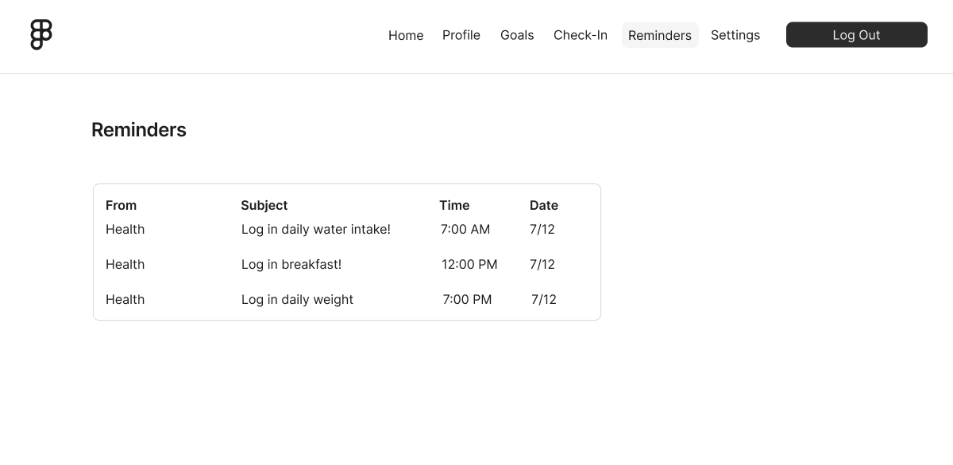 Home Profile Goals Check-In Reminders Settings Log Out
Reminders
From Subject Time Date
Health Log in daily water intake! 7:00 AM 7/12
Health Log in breakfast! 12:00 PM 7/12
Health Log in daily weight 7:00 PM 7/12